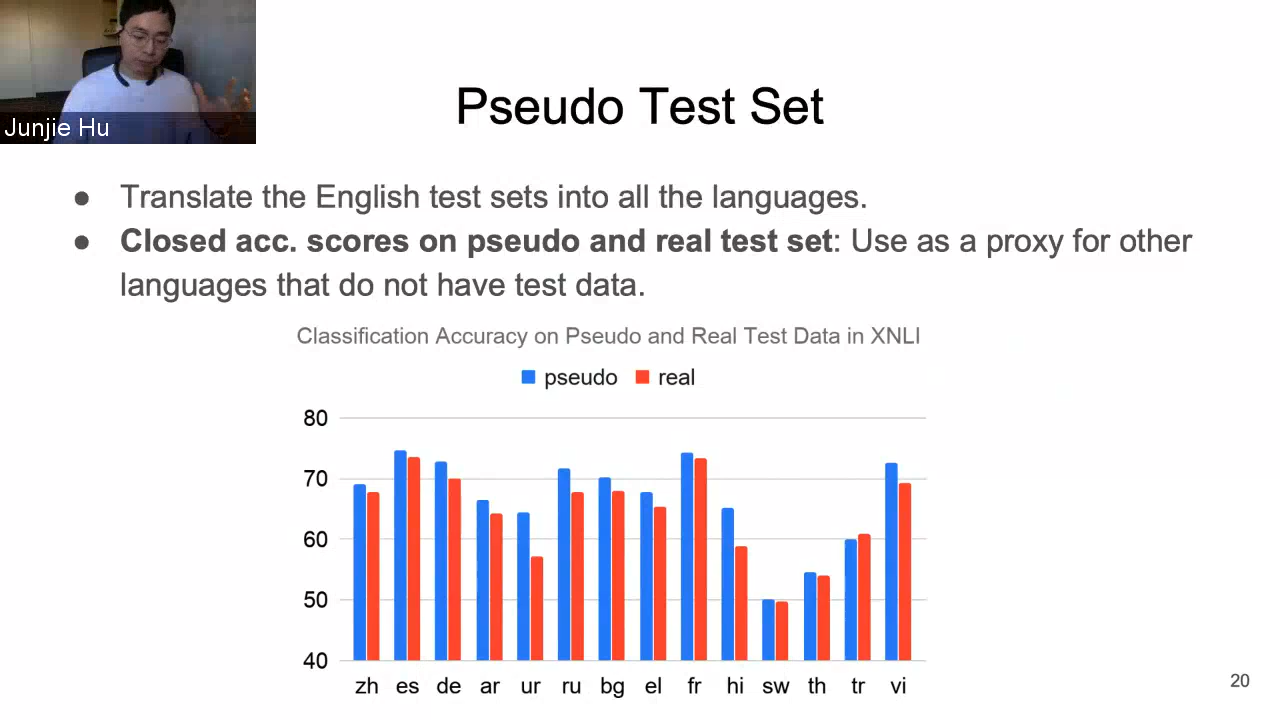 Junjie Hu
Pseudo Test Set
● Translate the English test sets into all the languages.
● Closed acc. scores on pseudo and real test set: Use as a proxy for other
languages that do not have test data.
Classification Accuracy on Pseudo and Real Test Data in XNLI
pseudo real
80
70
60
50
40
zh es de ar ur ru bg el fr hi sw th tr vi
20